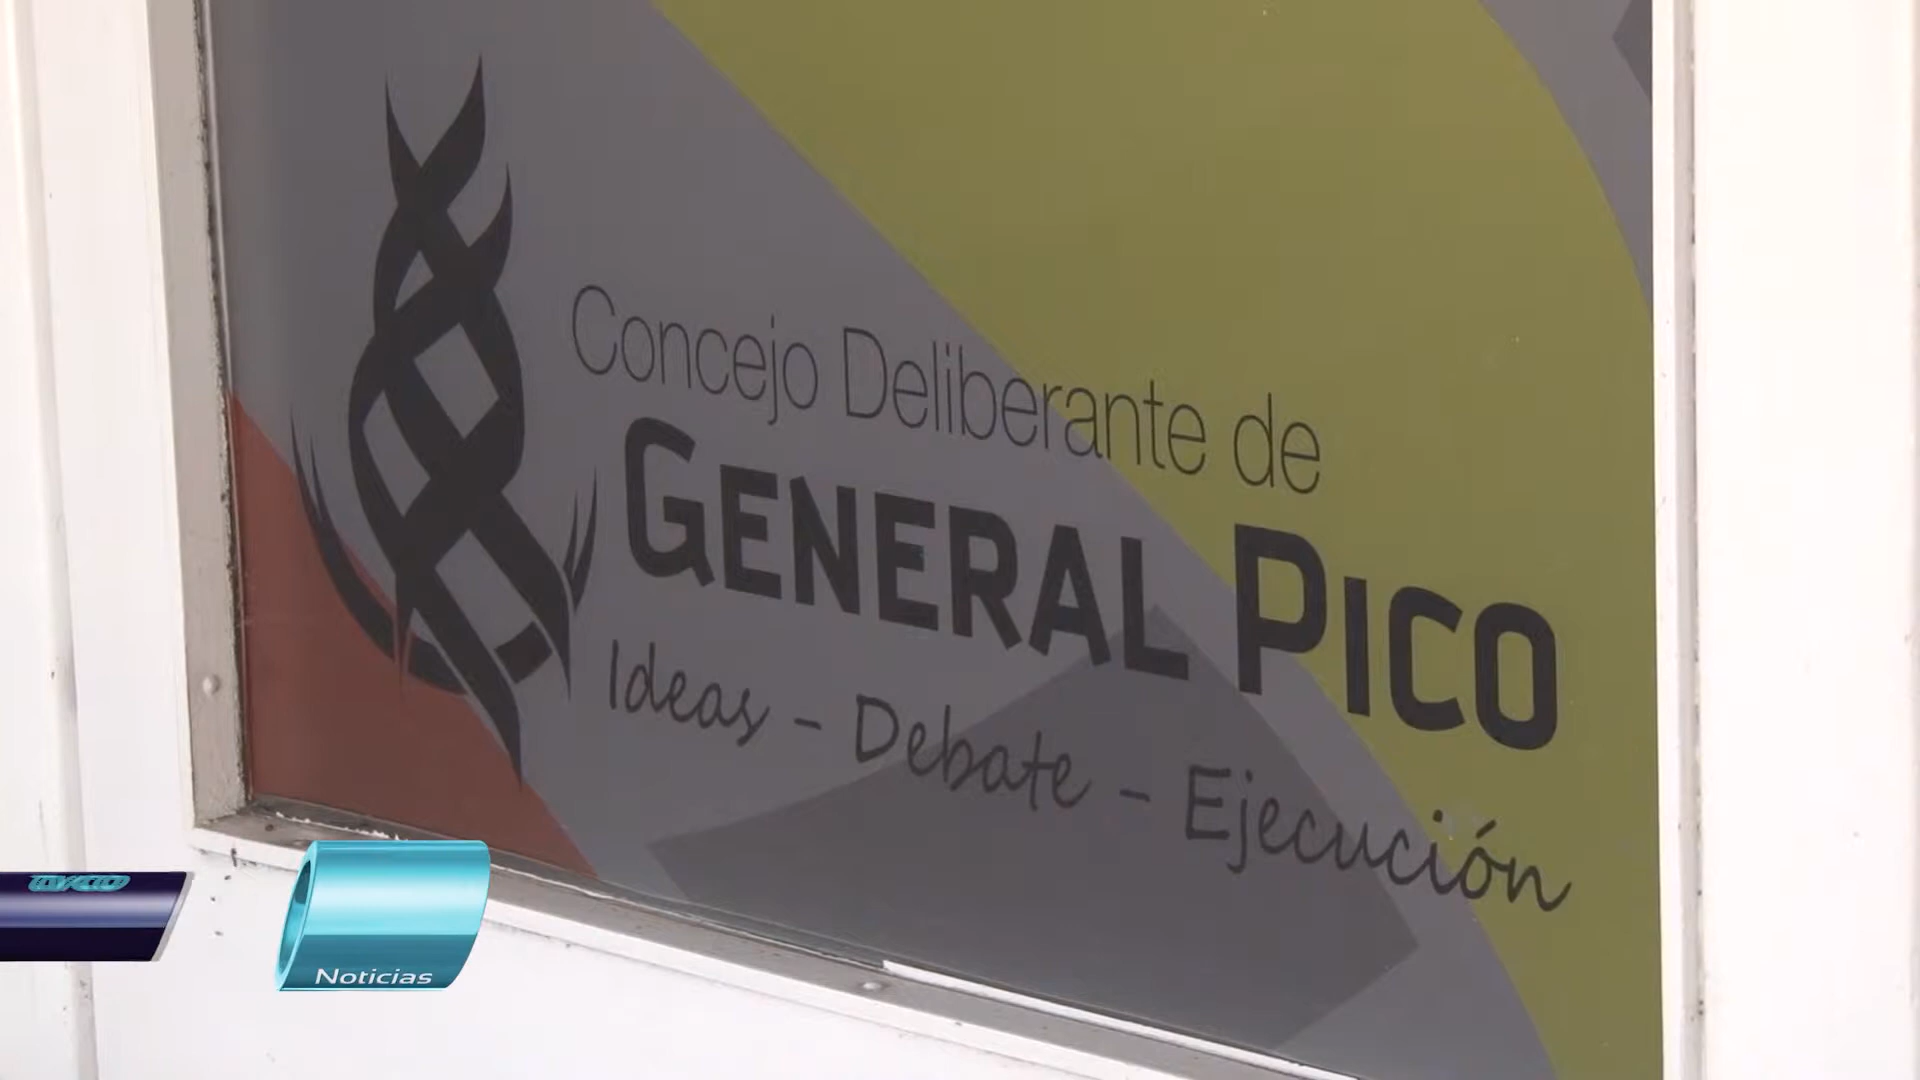 Concejo Deliberante de
GENERAL PICO
Ideas - Debate - Ejecución
Noticias